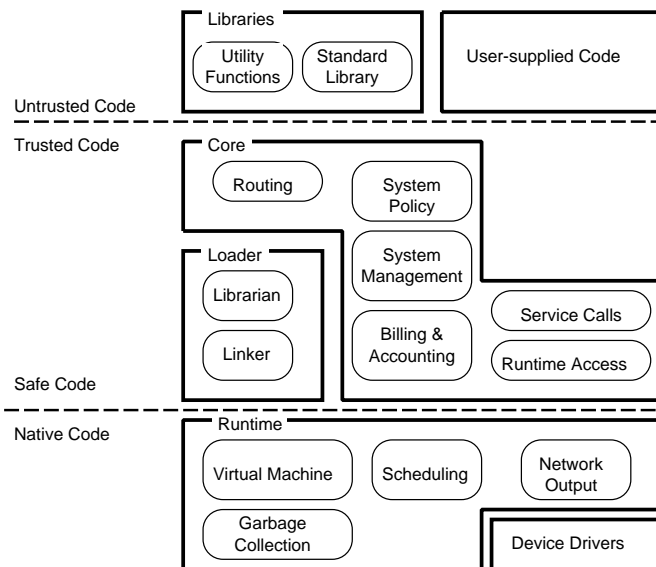 Libraries
Utility
Functions
Standard
Library
User-supplied Code
Untrusted Code
Trusted Code
Core
Routing
System
Policy
System
Management
Billing &
Accounting
Service Calls
Runtime Access
Loader
Librarian
Linker
Safe Code
Native Code
Runtime
Virtual Machine
Scheduling
Network
Output
Garbage
Collection
Device Drivers